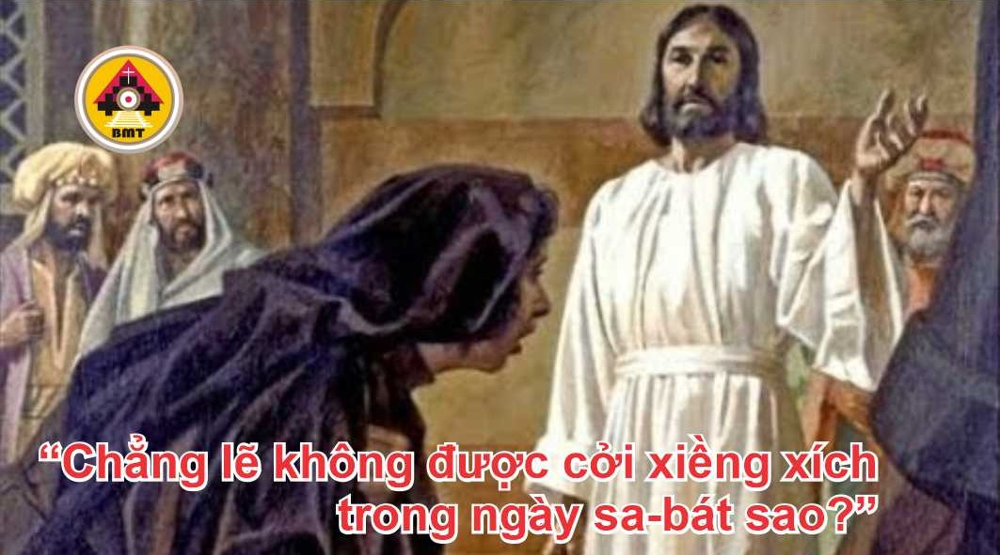 BMT
“Chẳng lẽ không được cởi xiềng xích
trong ngày sa-bát sao?”